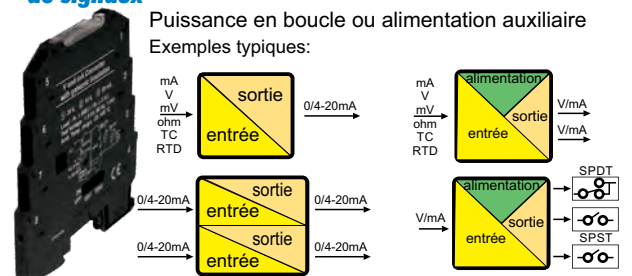 de signaux
Puissance en boucle ou alimentation auxiliaire
Exemples typiques:
mA
V
mV
ohm
TC
RTD
sortie
entrée
0/4-20mA
mA
V
mV
ohm
TC
RTD
alimentation
sortie
entrée
V/mA
V/mA
0/4-20mA
sortie
entrée
0/4-20mA
0/4-20mA
sortie
entrée
0/4-20mA
V/mA
alimentation
sortie
entrée
SPDT
SPST